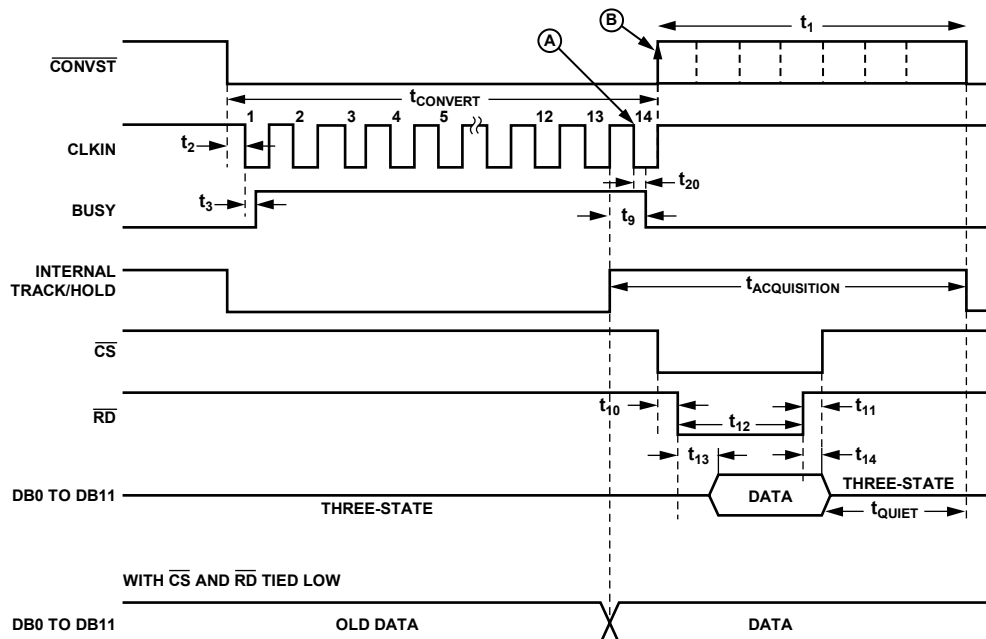 B t1
A
CONVST
tCONVERT
1 2 3 4 5 12 13 14
CLKIN
t2
t20
t3
BUSY
t9
INTERNAL
TRACK/HOLD
tACQUISITION
CS
RD
t10 t12 t11
t13 t14
DB0 TO DB11
THREE-STATE
DATA
THREE-STATE
tQUIET
WITH CS AND RD TIED LOW
DB0 TO DB11 OLD DATA DATA